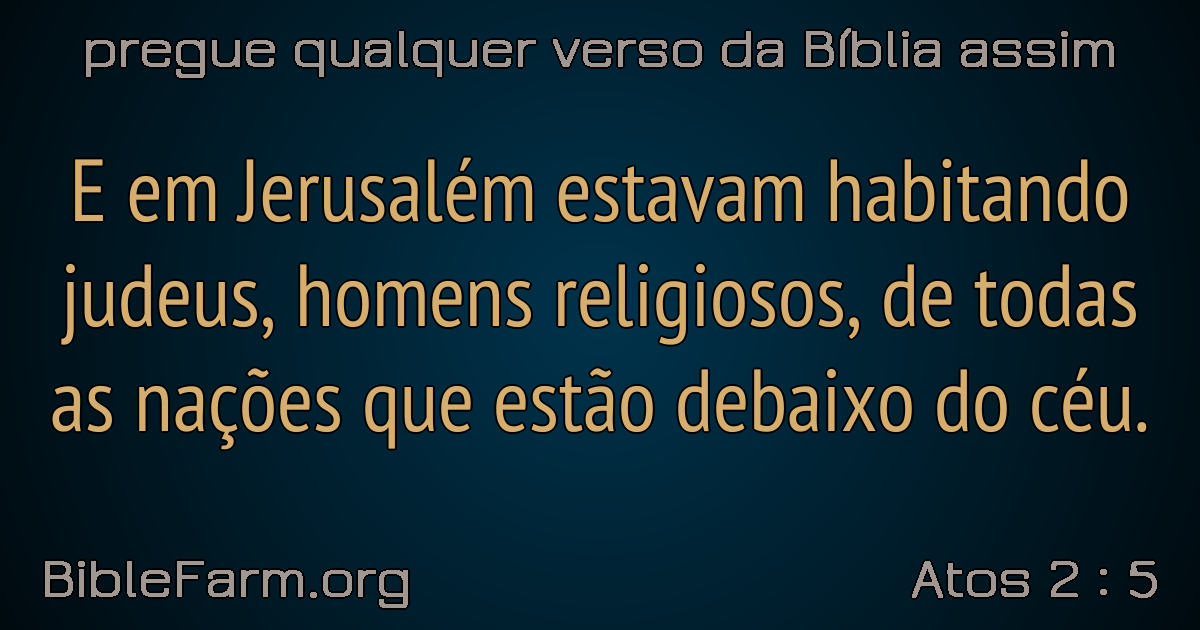 pregue qualquer verso da Bíblia assim
E em Jerusalém estavam habitando
judeus, homens religiosos, de todas
as nações que estão debaixo do céu.
BibleFarm.org
Atos 2 : 5